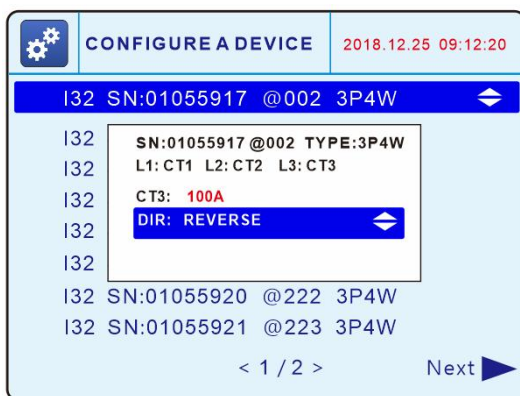 CONFIGURE A DEVICE
2018.12.25 09:12:20
I32 SN:01055917 @002 3P4W
I32
SN:01055917 @002 TYPE:3P4W
L1: CT1 L2: CT2 L3: CT3
I32
CT3: 100A
I32
DIR: REVERSE
I32
I32
I32 SN:01055920 @222 3P4W
I32 SN:01055921 @223 3P4W
< 1 / 2 >
Next